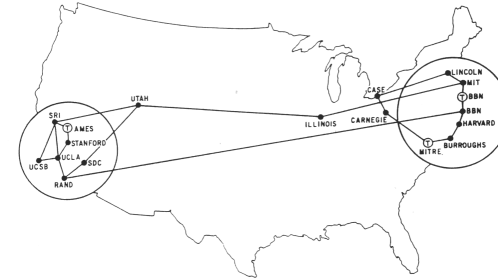 LINCOLN
CASE
MIT
UTAH
T BBN
BBN
SRI
ILLINOIS
CARNEGIE
HARVARD
T AMES
STANFORD
BURROUGHS
T
MITRE
UCLA
SDC
UCSB
RAND